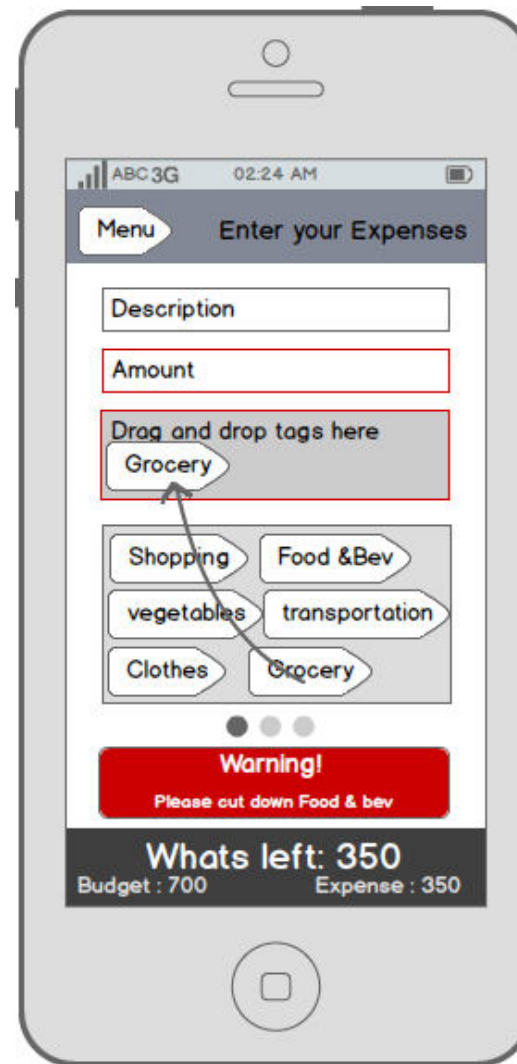 ABC 3G 02:24 AM
Menu Enter your Expenses
Description
Amount
Drag and drop tags here
Grocery
Shopping Food &Bev
vegetables transportation
Clothes Grocery
Warning!
Please cut down Food & bev
Whats left: 350
Budget : 700 Expense : 350